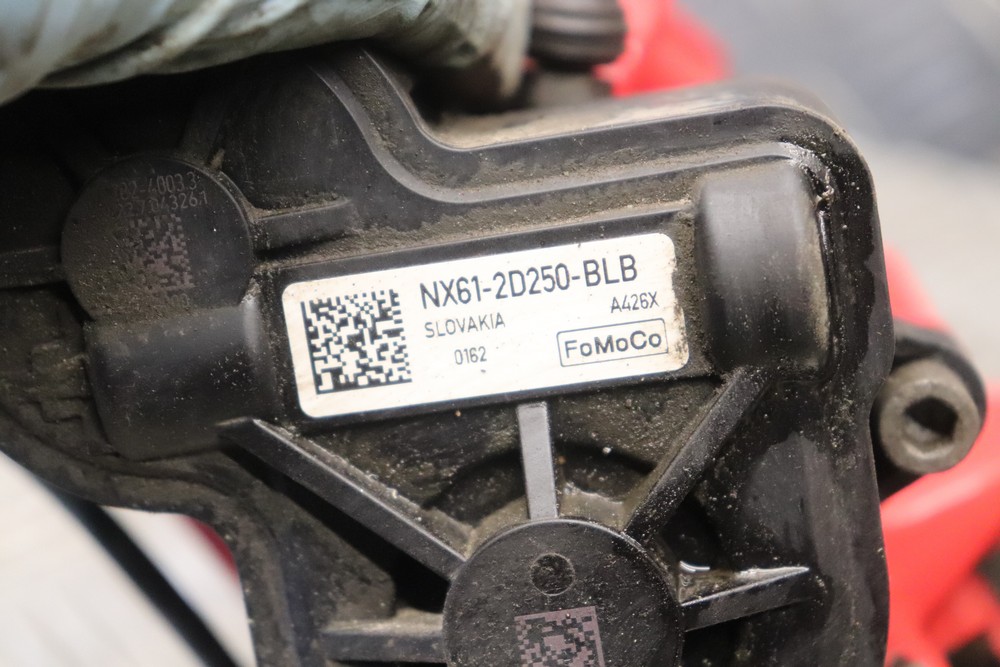 NX61-2D250-BLB
SLOVAKIA
A426X
0162
FoMoCo